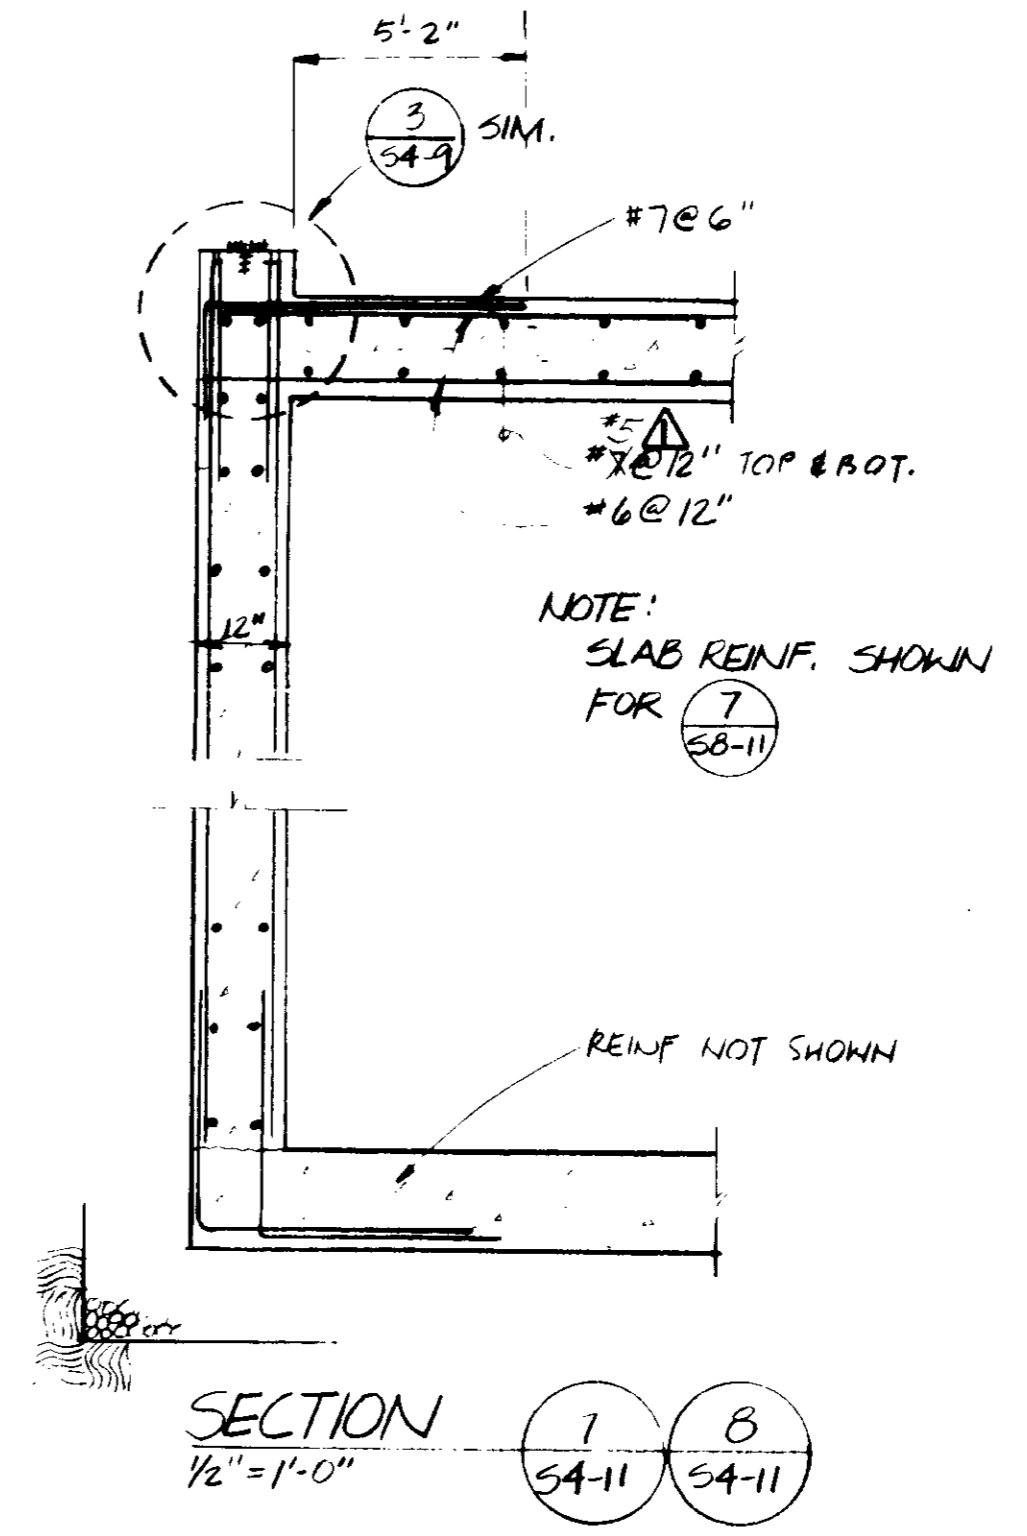 5'-2"
3
S4-9
SIM.
#7@6"
#5
1
#7@12" TOP & BOT.
#6@12"
NOTE:
SLAB REINF. SHOWN
FOR 7
S8-11
12"
REINF NOT SHOWN
SECTION
1/2"=1'-0"
7
S4-11
8
S4-11